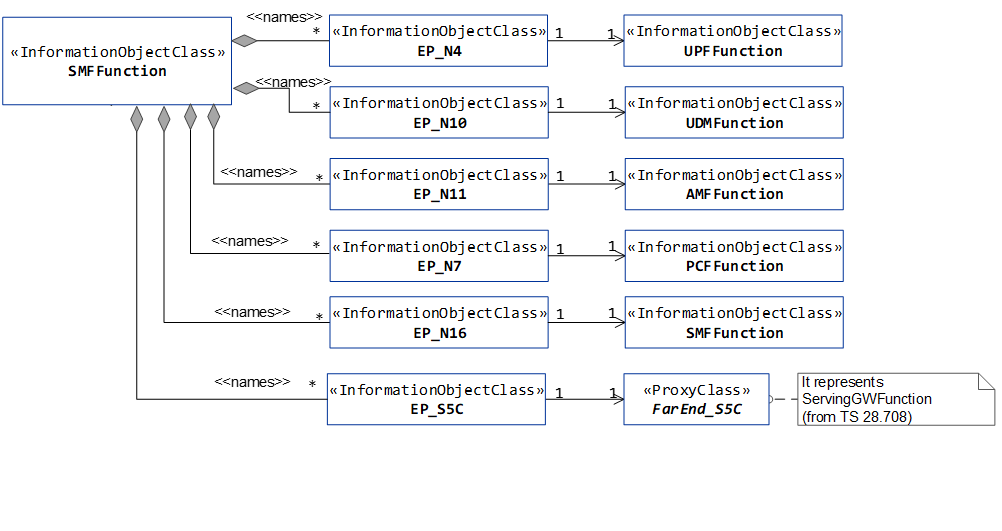 «InformationObjectClass»
SMFFunction
<<names>>
*
«InformationObjectClass»
EP_N4
1
1
«InformationObjectClass»
UPFFunction
<<names>>
*
«InformationObjectClass»
EP_N10
1
1
«InformationObjectClass»
UDMFunction
<<names>>
*
«InformationObjectClass»
EP_N11
1
1
«InformationObjectClass»
AMFFunction
<<names>>
*
«InformationObjectClass»
EP_N7
1
1
«InformationObjectClass»
PCFFunction
<<names>>
*
«InformationObjectClass»
EP_N16
1
1
«InformationObjectClass»
SMFFunction
<<names>>
*
«InformationObjectClass»
EP_S5C
1
1
«ProxyClass»
FarEnd_S5C
It represents
ServingGWFunction
(from TS 28.708)